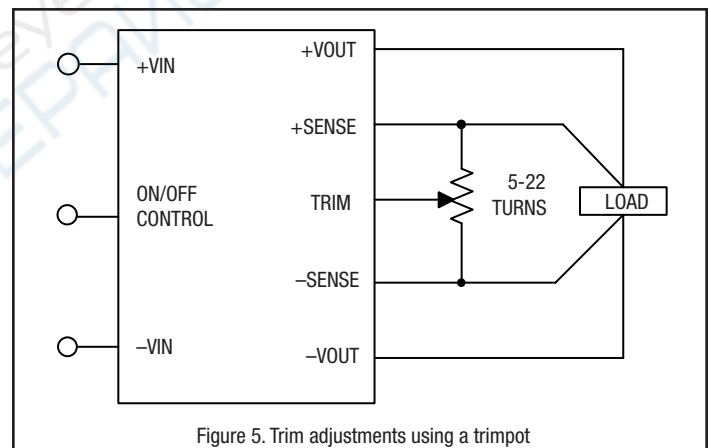 +VIN
+VOUT
+SENSE
ON/OFF
CONTROL
TRIM
5-22
TURNS
LOAD
−SENSE
−VIN
−VOUT
Figure 5. Trim adjustments using a trimpot